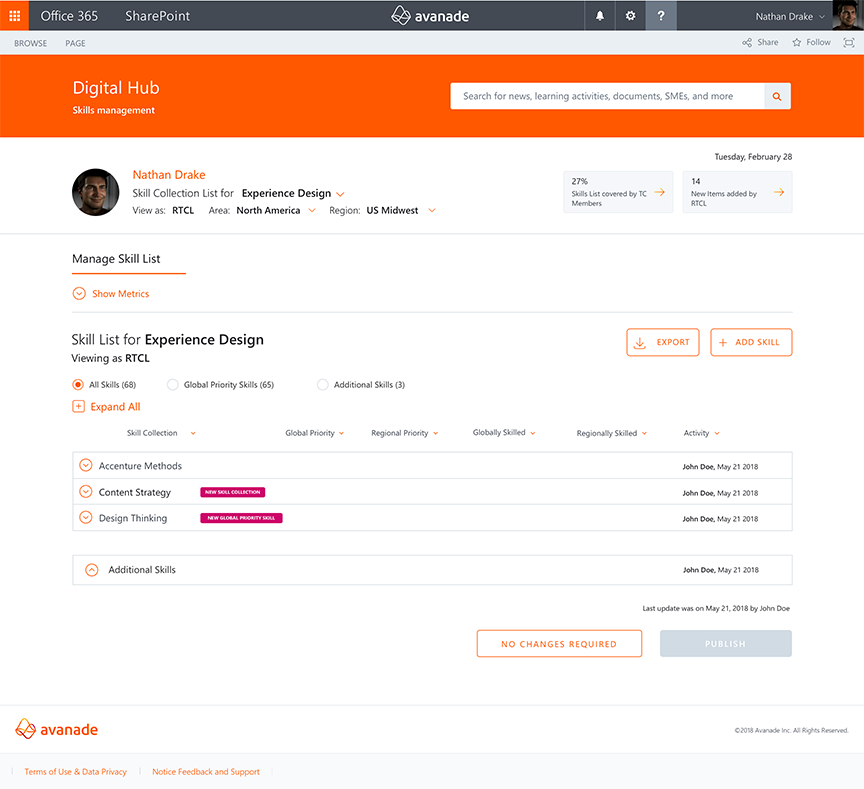 Office 365 SharePoint avanade ? Nathan Drake
BROWSE PAGE Share Follow
Digital Hub
Skills management
Search for news, learning activities, documents, SMEs, and more
Tuesday, February 28
Nathan Drake
Skill Collection List for Experience Design
View as: RTCL Area: North America Region: US Midwest
27%
Skills List covered by TC
Members
14
New Items added by
RTCL
Manage Skill List
Show Metrics
Skill List for Experience Design
Viewing as RTCL
EXPORT
+ ADD SKILL
All Skills (68) Global Priority Skills (65) Additional Skills (3)
Expand All
Skill Collection Global Priority Regional Priority Globally Skilled Regionally Skilled Activity
Accenture Methods John Doe, May 21 2018
Content Strategy NEW SKILL COLLECTION John Doe, May 21 2018
Design Thinking NEW GLOBAL PRIORITY SKILL John Doe, May 21 2018
Additional Skills John Doe, May 21 2018
Last update was on May 21, 2018 by John Doe
NO CHANGES REQUIRED PUBLISH
avanade ©2018 Avanade Inc. All Rights Reserved.
Terms of Use & Data Privacy Notice Feedback and Support